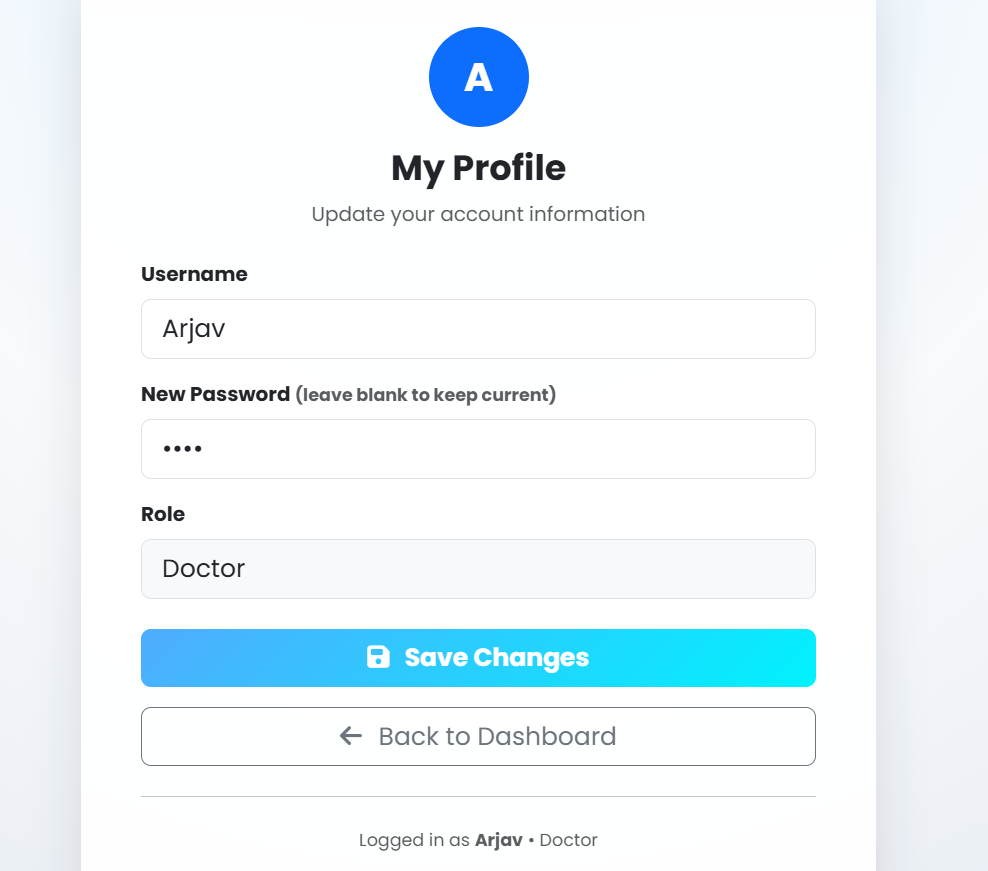 A
My Profile
Update your account information
Username
Arjav
New Password (leave blank to keep current)
••••
Role
Doctor
Save Changes
Back to Dashboard
Logged in as Arjav • Doctor